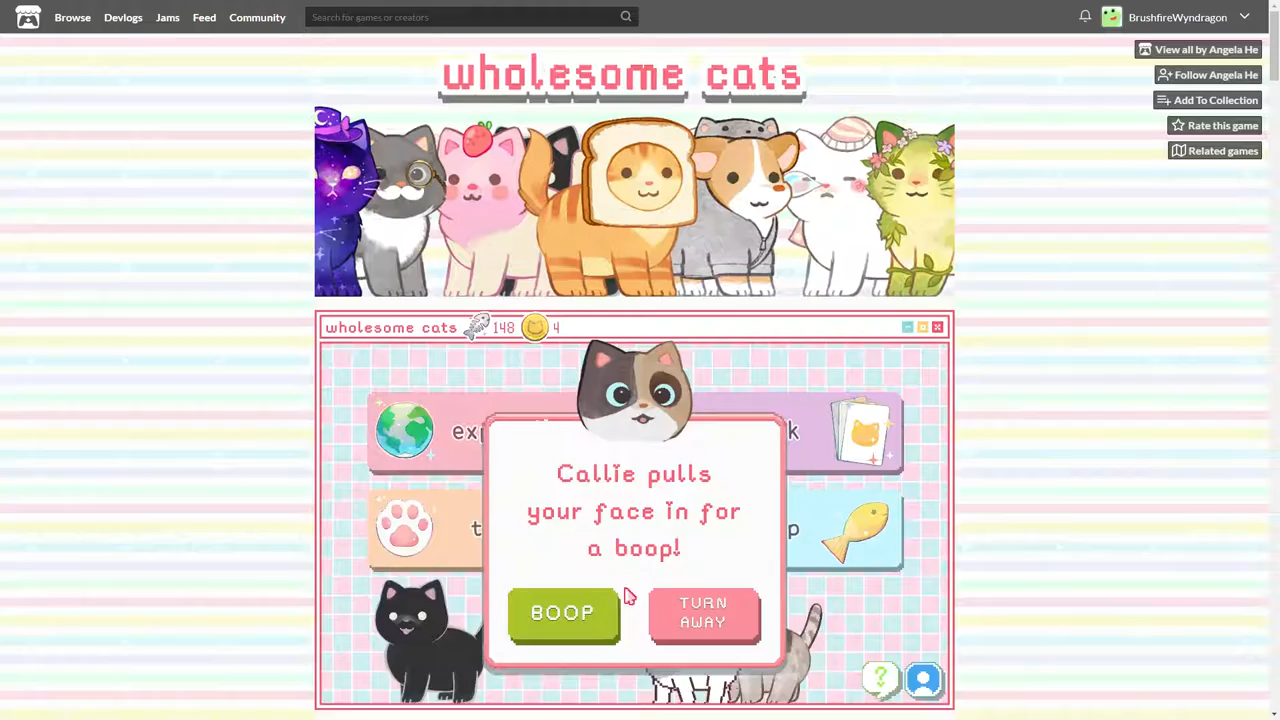 Browse Devlogs Jams Feed Community Search for games or creators BrushfireWyndragon
View all by Angela He
Follow Angela He
Add To Collection
Rate this game
Related games
wholesome cats
wholesome cats 148 4
exp k
t p
Callie pulls
your face in for
a boop!
BOOP
TURN
AWAY
?